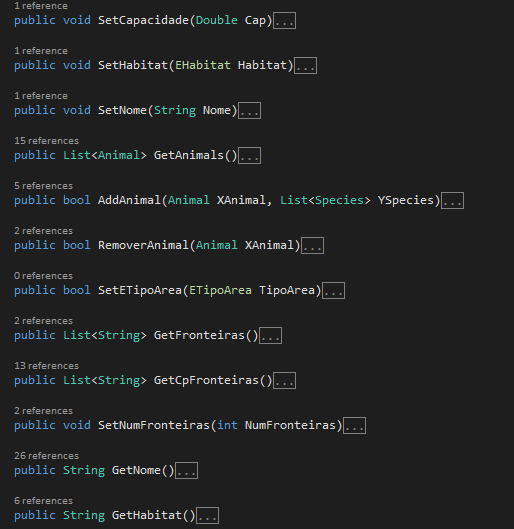 1 reference
public void SetCapacidade(Double Cap)...
1 reference
public void SetHabitat(EHabitat Habitat)...
1 reference
public void SetNome(String Nome)...
15 references
public List<Animal> GetAnimals()...
5 references
public bool AddAnimal(Animal XAnimal, List<Species> YSpecies)...
2 references
public bool RemoverAnimal(Animal XAnimal)...
0 references
public bool SetETipoArea(ETipoArea TipoArea)...
2 references
public List<String> GetFronteiras()...
13 references
public List<String> GetCpFronteiras()...
2 references
public void SetNumFronteiras(int NumFronteiras)...
26 references
public String GetNome()...
6 references
public String GetHabitat()...